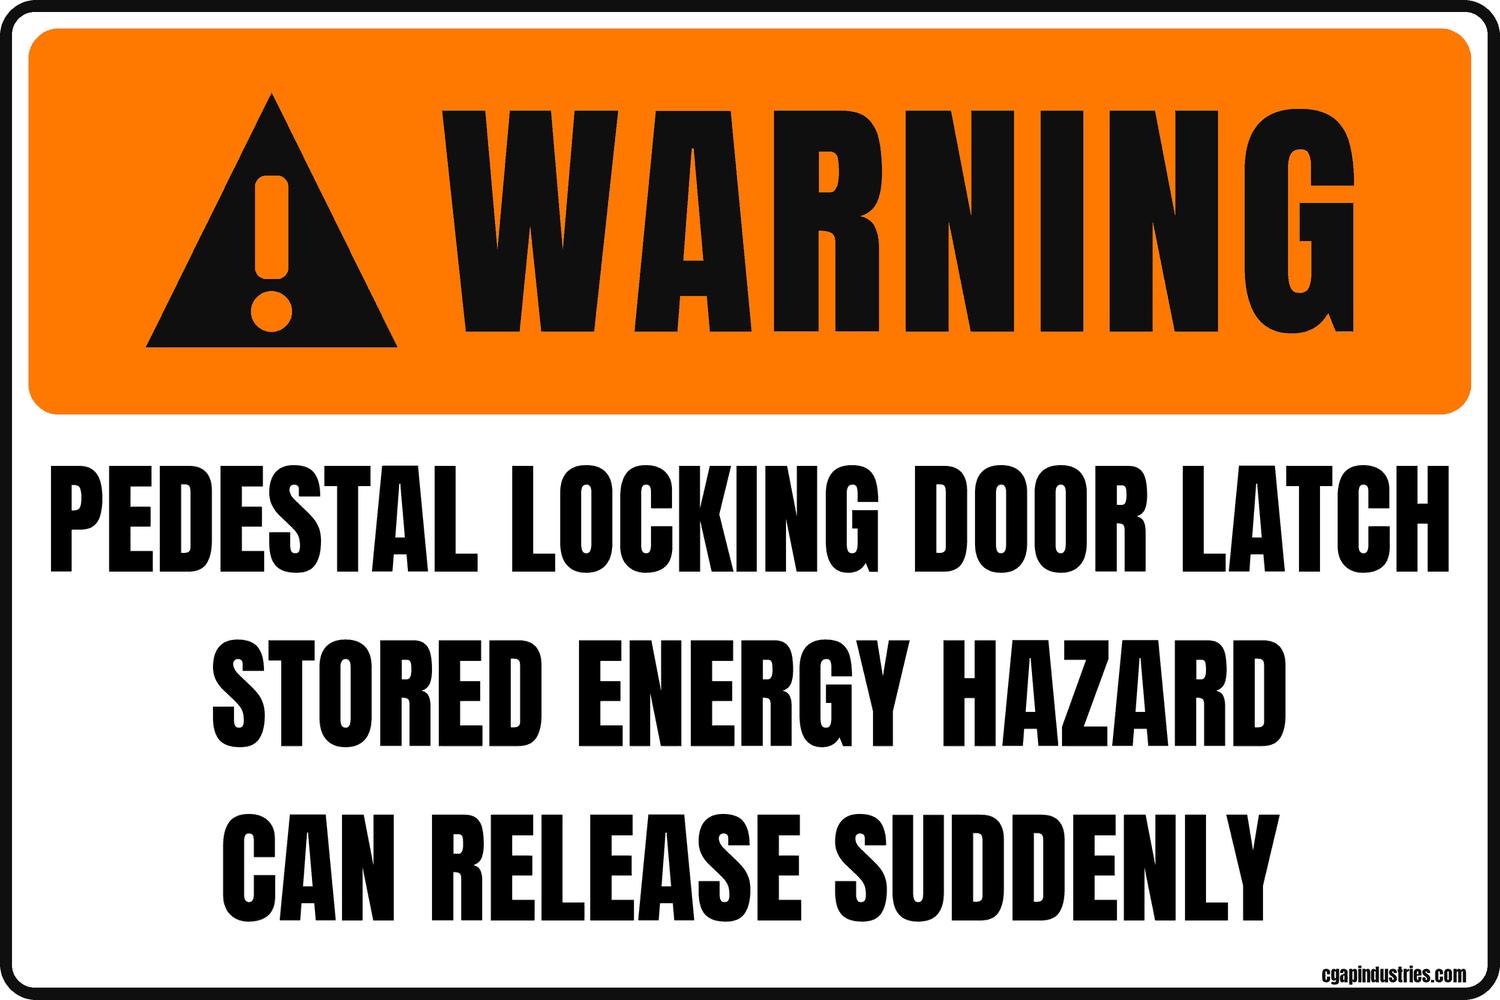 WARNING
PEDESTAL LOCKING DOOR LATCH
STORED ENERGY HAZARD
CAN RELEASE SUDDENLY
cgapindustries.com